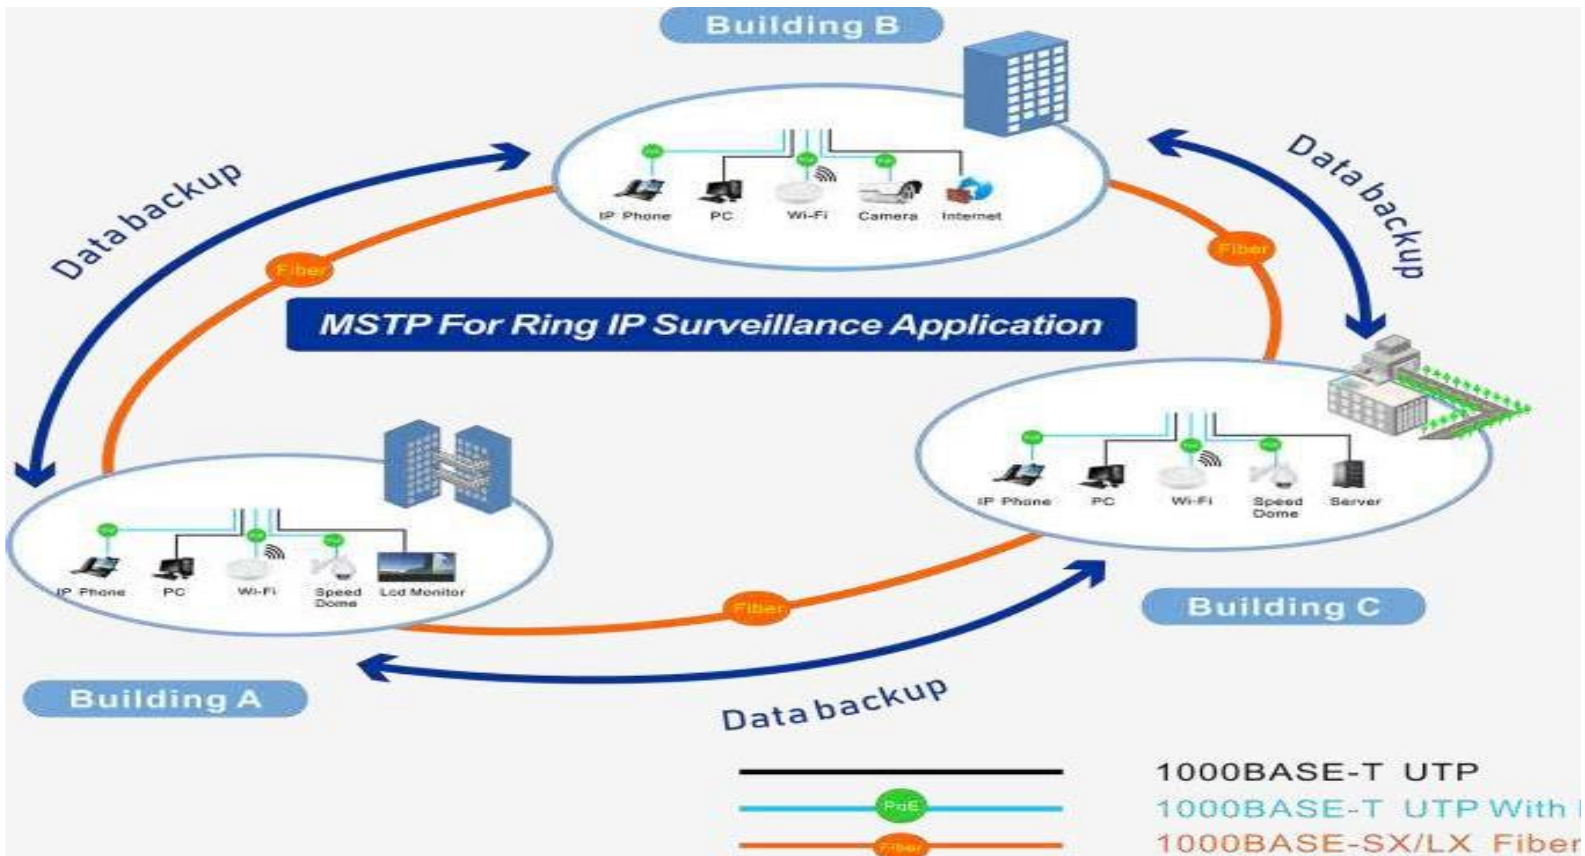 Building B
Data backup
Data backup
IP Phone
PC
Wi-Fi
Camera
Internet
Fiber
Fiber
MSTP For Ring IP Surveillance Application
IP Phone
PC
Wi-Fi
Speed
Dome
Server
IP Phone
PC
Wi-Fi
Speed
Dome
Lcd Monitor
Fiber
Building C
Building A
Data backup
1000BASE-T UTP
PoE
1000BASE-T UTP With
Fiber
1000BASE-SX/LX Fiber